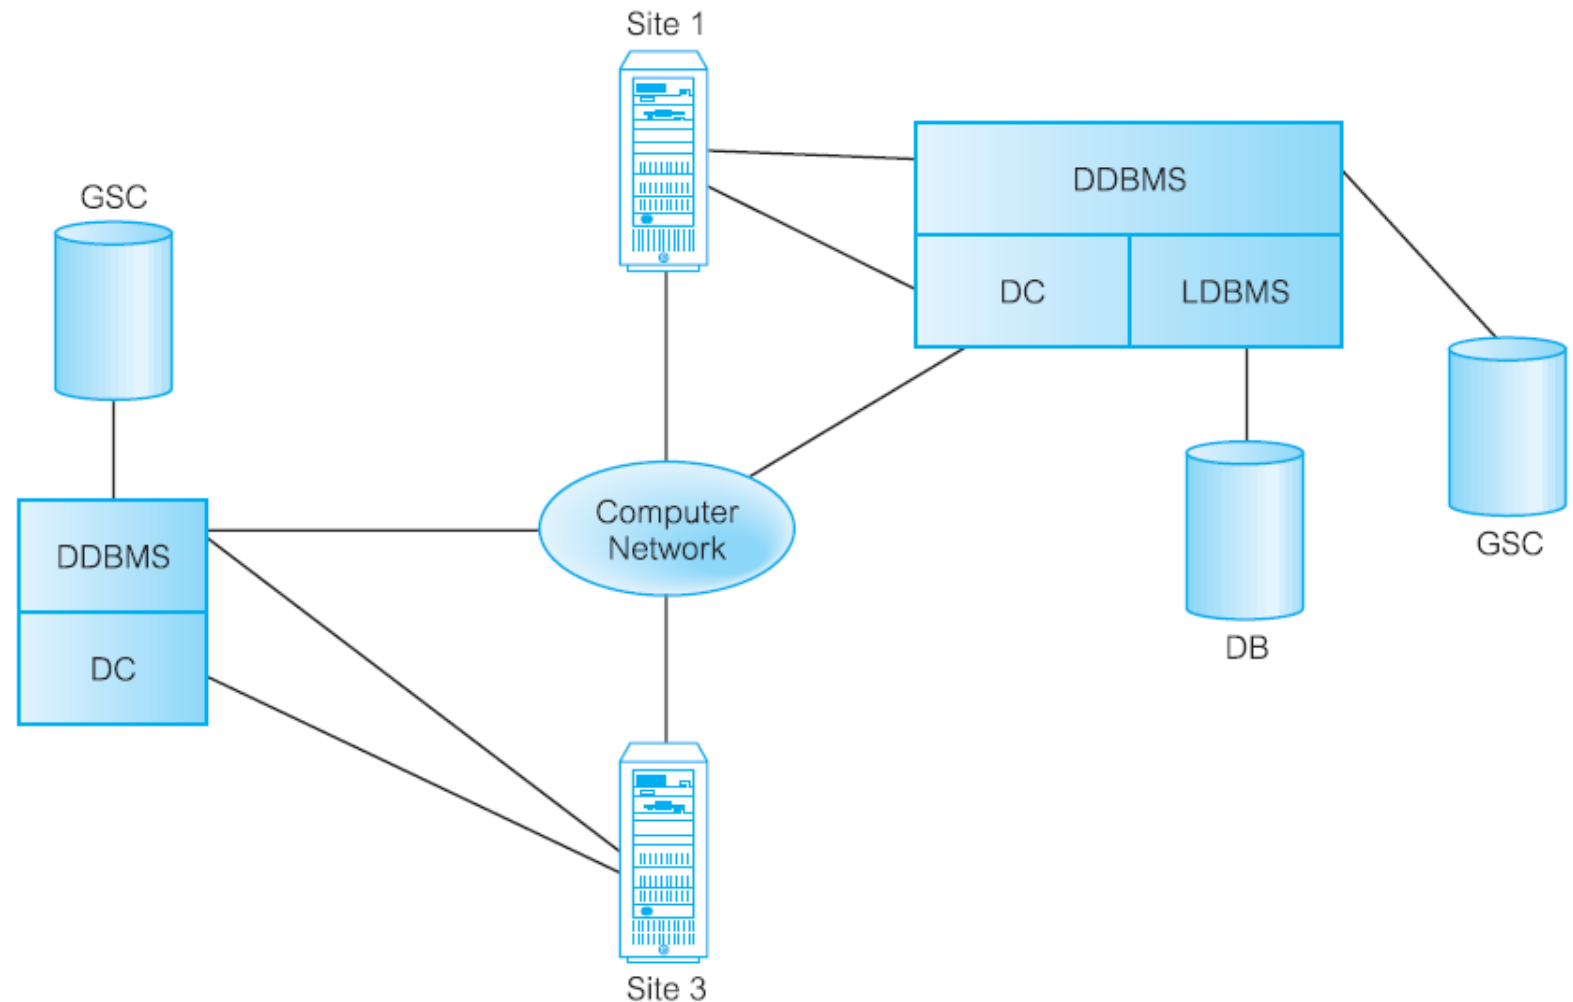 Site 1
DDBMS
GSC
DC
LDBMS
Computer
Network
DDBMS
GSC
DB
DC
Site 3